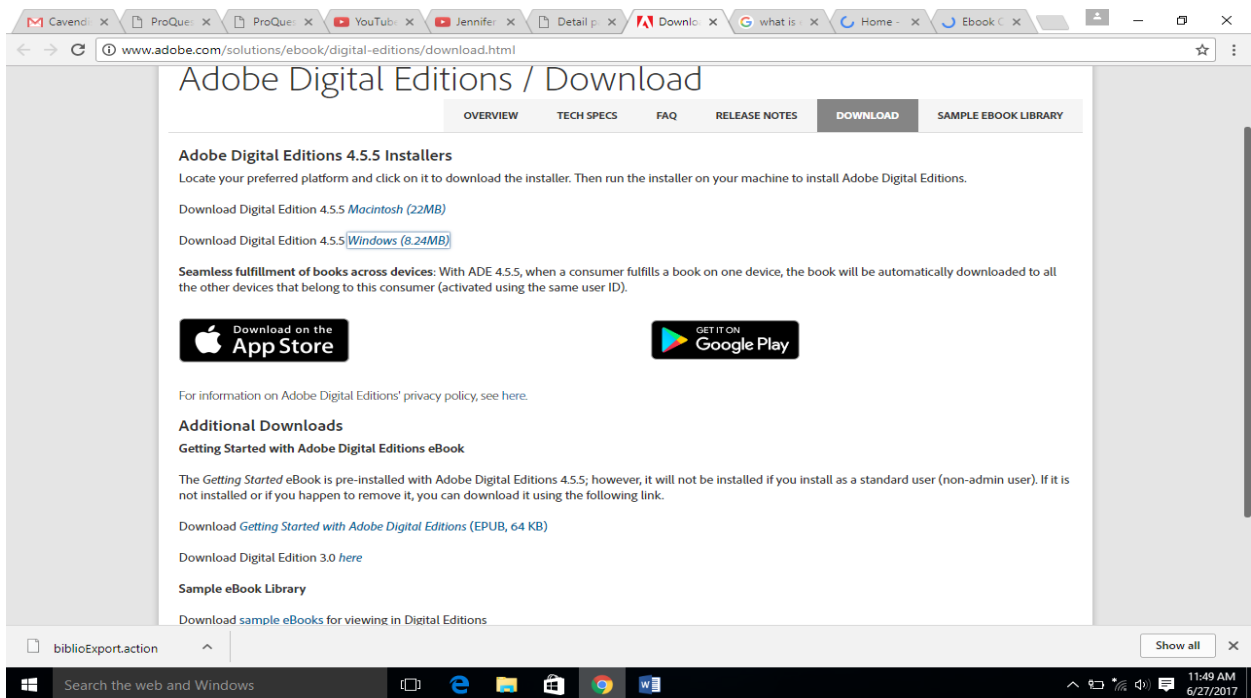 Cavendi ProQues ProQues YouTube Jennifer Detail p Downlo what is Home - Ebook C
www.adobe.com/solutions/ebook/digital-editions/download.html
Adobe Digital Editions / Download
OVERVIEW TECH SPECS FAQ RELEASE NOTES DOWNLOAD SAMPLE EBOOK LIBRARY
Adobe Digital Editions 4.5.5 Installers
Locate your preferred platform and click on it to download the installer. Then run the installer on your machine to install Adobe Digital Editions.
Download Digital Edition 4.5.5 Macintosh (22MB)
Download Digital Edition 4.5.5 Windows (8.24MB)
Seamless fulfillment of books across devices: With ADE 4.5.5, when a consumer fulfills a book on one device, the book will be automatically downloaded to all
the other devices that belong to this consumer (activated using the same user ID).
Download on the
App Store
GET IT ON
Google Play
For information on Adobe Digital Editions' privacy policy, see here.
Additional Downloads
Getting Started with Adobe Digital Editions eBook
The Getting Started eBook is pre-installed with Adobe Digital Editions 4.5.5; however, it will not be installed if you install as a standard user (non-admin user). If it is
not installed or if you happen to remove it, you can download it using the following link.
Download Getting Started with Adobe Digital Editions (EPUB, 64 KB)
Download Digital Edition 3.0 here
Sample eBook Library
Download sample eBooks for viewing in Digital Editions
biblioExport.action
Show all
Search the web and Windows
11:49 AM
6/27/2017